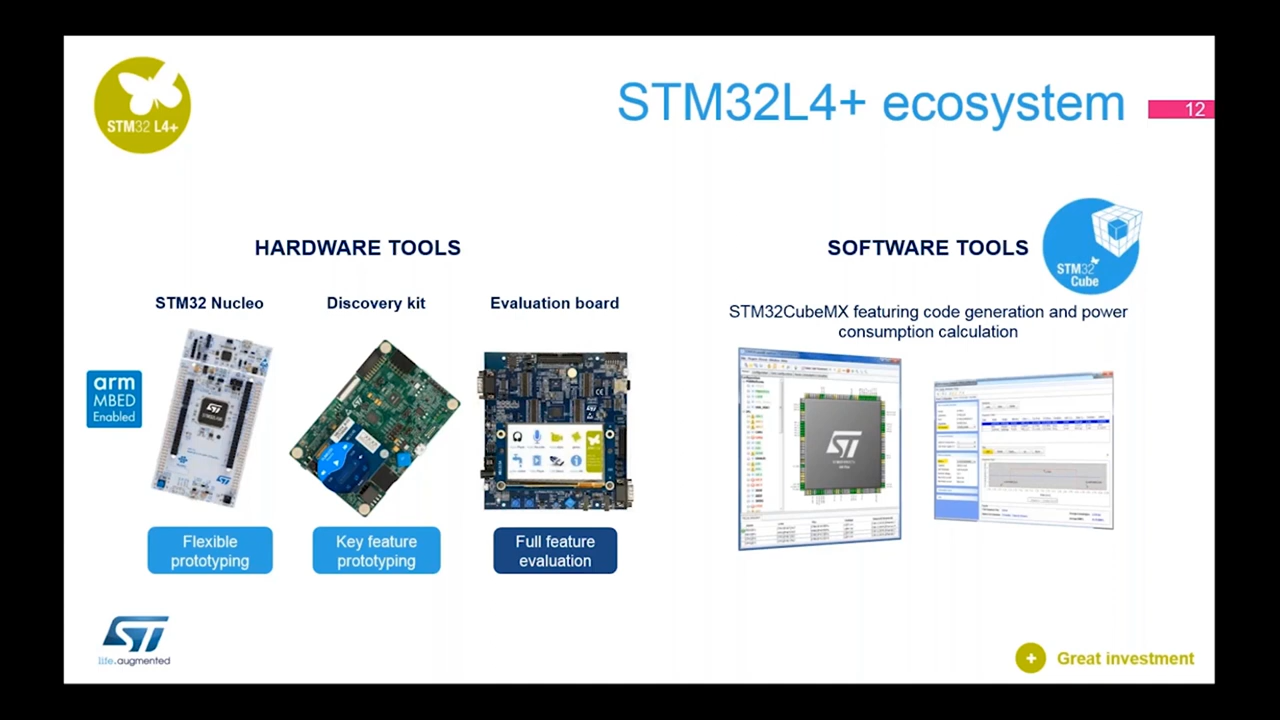 STM32 L4+
STM32L4+ ecosystem
12
HARDWARE TOOLS
STM32 Nucleo
Discovery kit
Evaluation board
arm
MBED
Enabled
Flexible
prototyping
Key feature
prototyping
Full feature
evaluation
SOFTWARE TOOLS
STM32
Cube
STM32CubeMX featuring code generation and power
consumption calculation
ST
life.augmented
Great investment